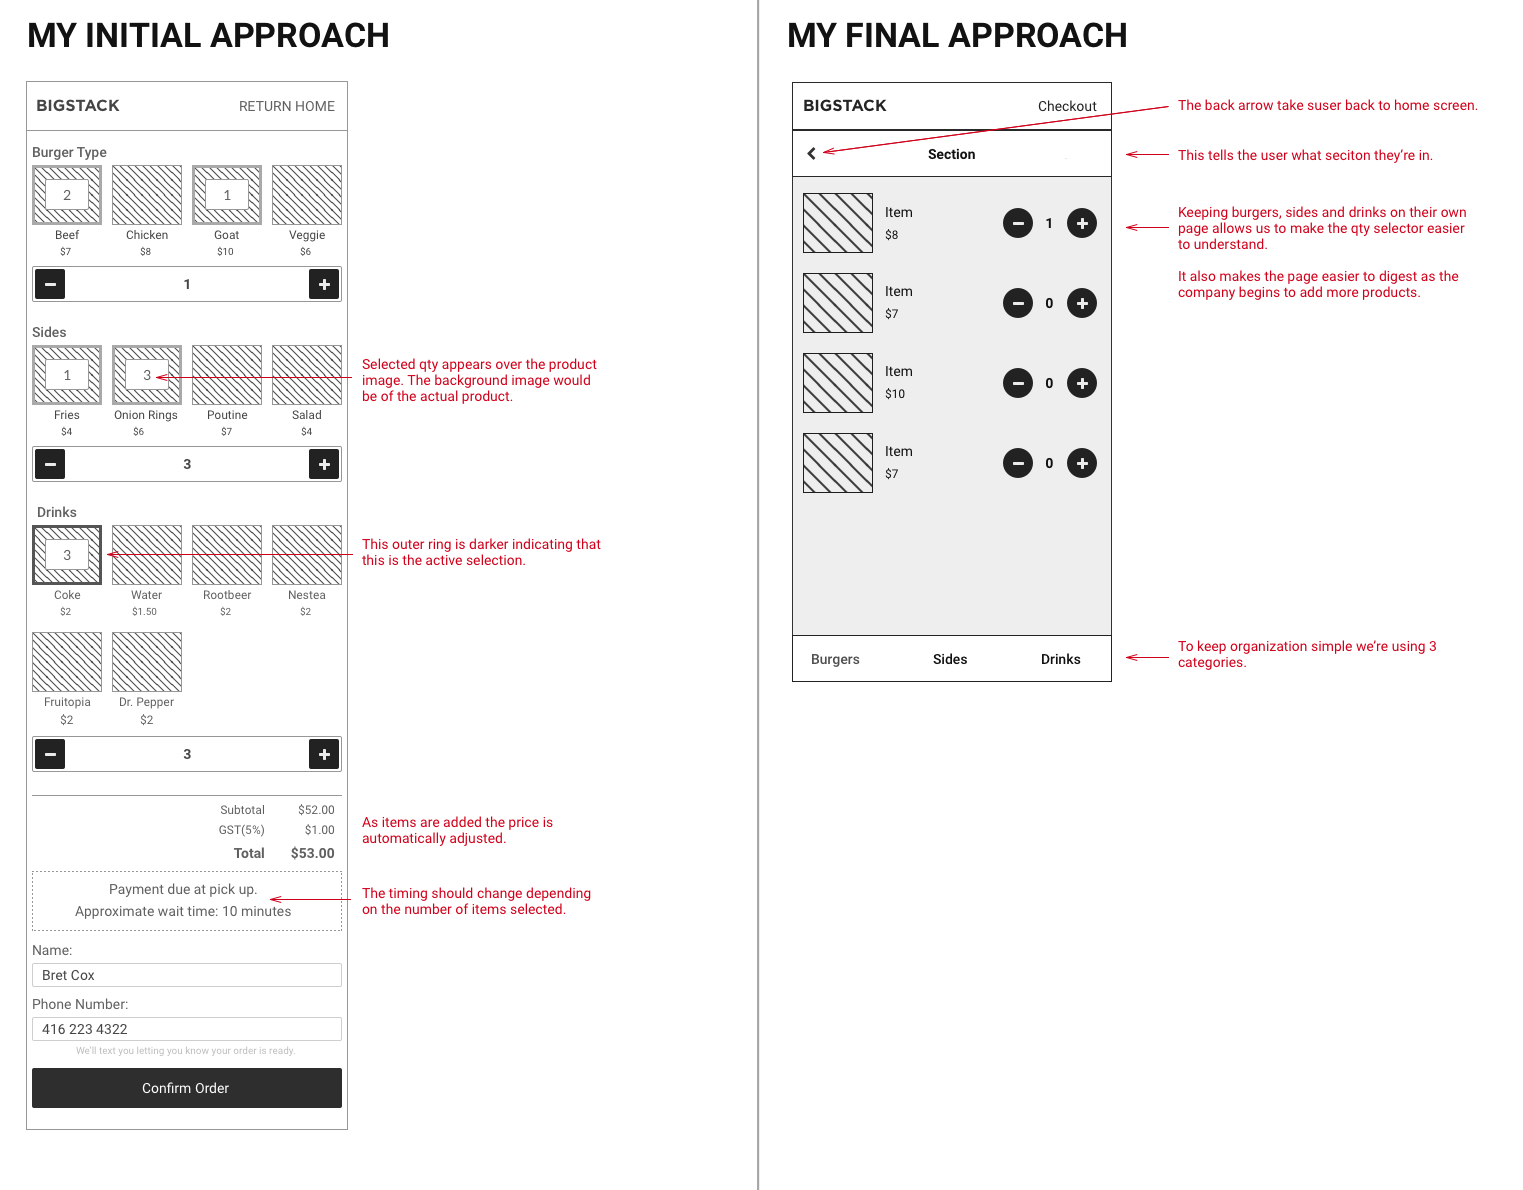 MY INITIAL APPROACH
BIGSTACK RETURN HOME
Burger Type
2 1
Beef Chicken Goat Veggie
$7 $8 $10 $6
1
Sides
1 3
Fries Onion Rings Poutine Salad
$4 $6 $7 $4
3
Selected qty appears over the product
image. The background image would
be of the actual product.
Drinks
3
Coke Water Rootbeer Nestea
$2 $1.50 $2 $2
This outer ring is darker indicating that
this is the active selection.
Fruitopia Dr. Pepper
$2 $2
3
Subtotal $52.00
GST(5%) $1.00
Total $53.00
As items are added the price is
automatically adjusted.
Payment due at pick up.
Approximate wait time: 10 minutes
The timing should change depending
on the number of items selected.
Name:
Bret Cox
Phone Number:
416 223 4322
We'll text you letting you know your order is ready.
Confirm Order
MY FINAL APPROACH
BIGSTACK Checkout
The back arrow take suser back to home screen.
Section
This tells the user what seciton they're in.
Item
$8
1
Keeping burgers, sides and drinks on their own
page allows us to make the qty selector easier
to understand.
It also makes the page easier to digest as the
company begins to add more products.
Item
$7
0
Item
$10
0
Item
$7
0
Burgers Sides Drinks
To keep organization simple we're using 3
categories.